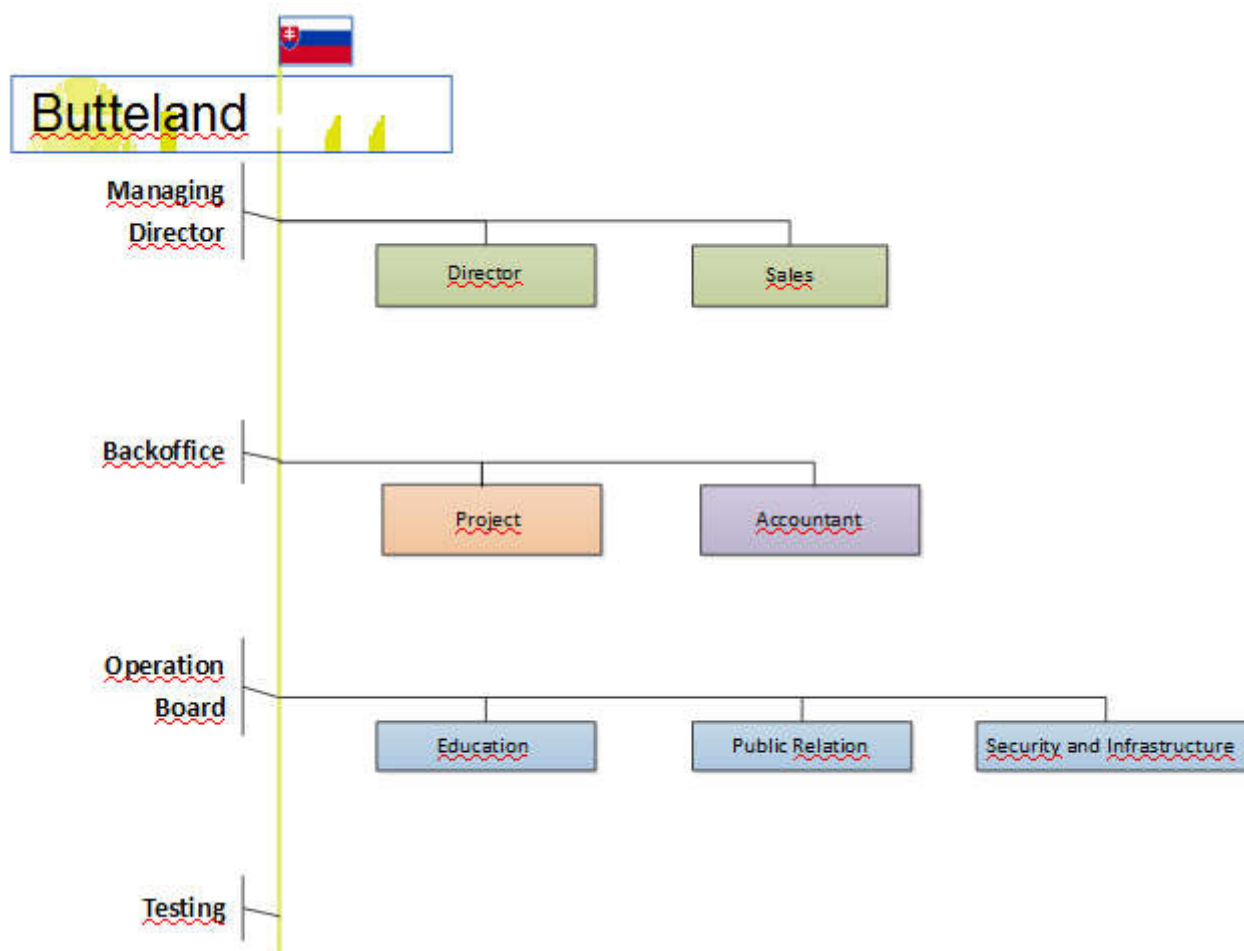 Butteland
Managing
Director
Director
Sales
Backoffice
Project
Accountant
Operation
Board
Education
Public Relation
Security and Infrastructure
Testing